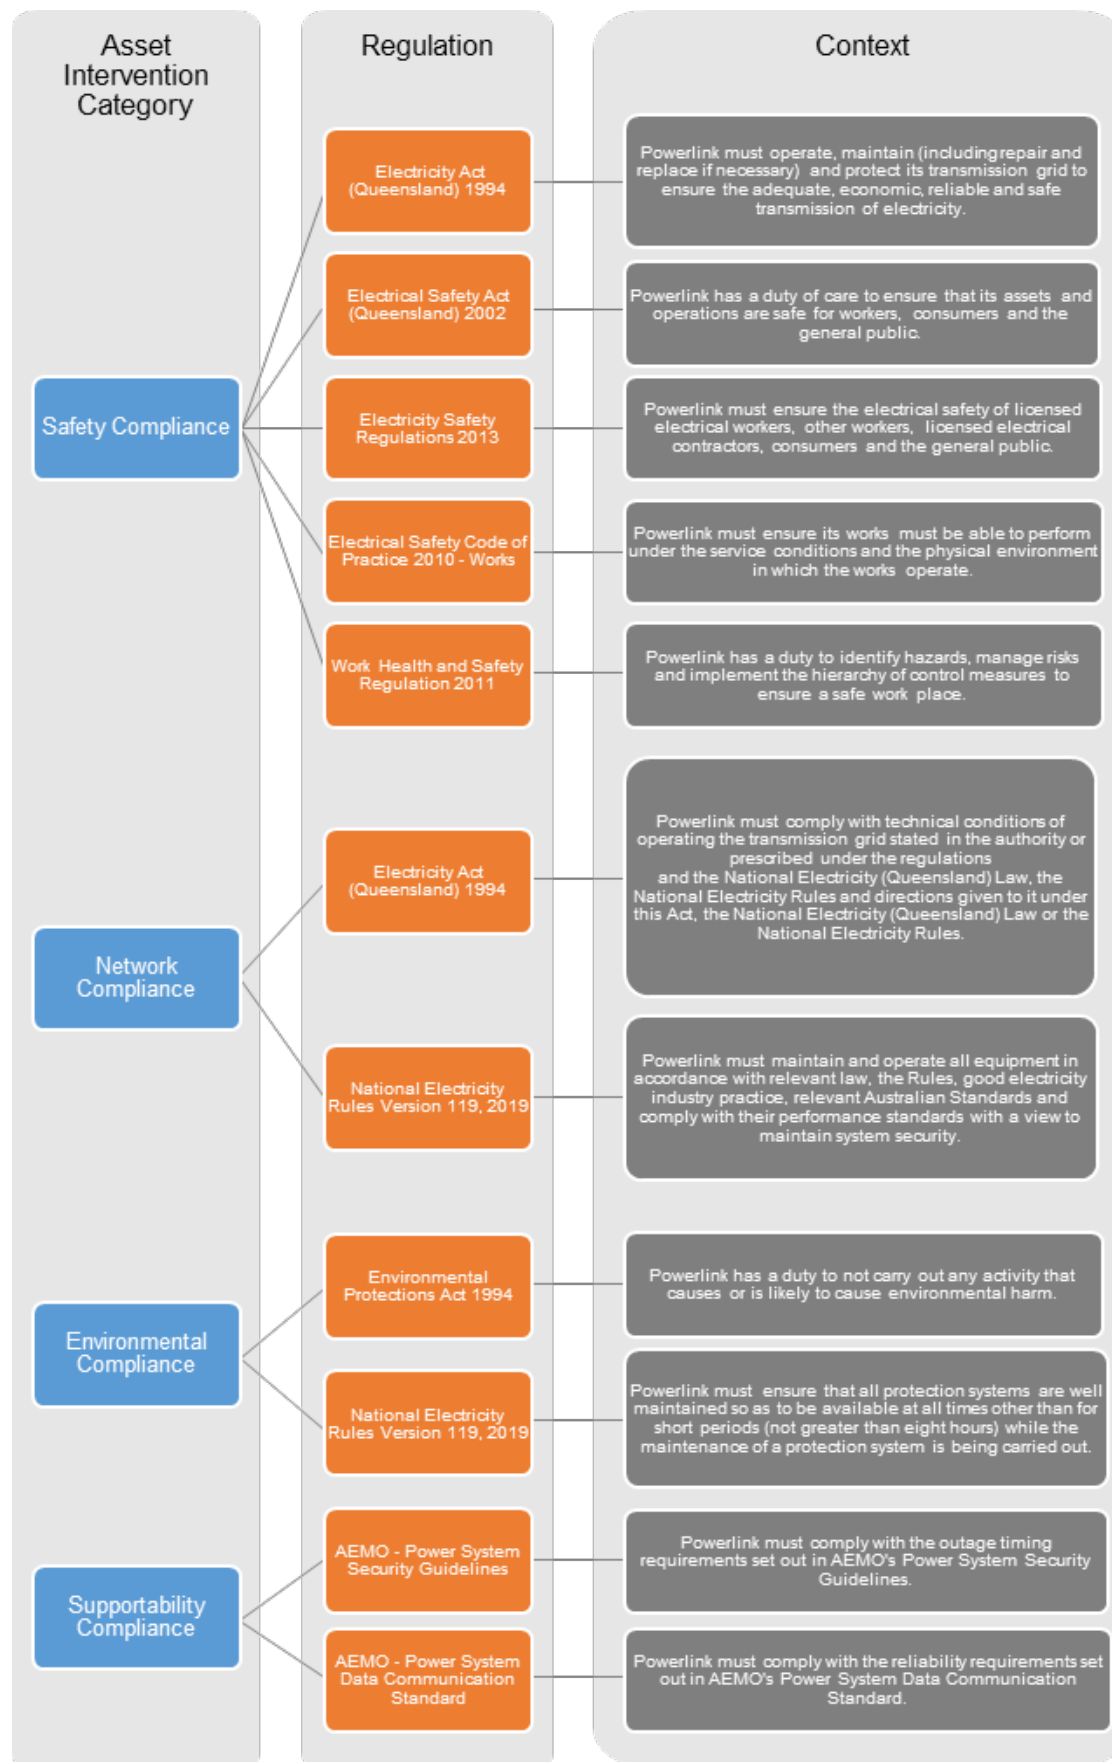 Asset
Intervention
Category
Regulation
Context
Safety Compliance
Electricity Act
(Queensland) 1994
Powerlink must operate, maintain (including repair and
replace if necessary) and protect its transmission grid to
ensure the adequate, economic, reliable and safe
transmission of electricity.
Electrical Safety Act
(Queensland) 2002
Powerlink has a duty of care to ensure that its assets and
operations are safe for workers, consumers and the
general public.
Electricity Safety
Regulations 2013
Powerlink must ensure the electrical safety of licensed
electrical workers, other workers, licensed electrical
contractors, consumers and the general public.
Electrical Safety Code of
Practice 2010 - Works
Powerlink must ensure its works must be able to perform
under the service conditions and the physical environment
in which the works operate.
Work Health and Safety
Regulation 2011
Powerlink has a duty to identify hazards, manage risks
and implement the hierarchy of control measures to
ensure a safe work place.
Network
Compliance
Electricity Act
(Queensland) 1994
Powerlink must comply with technical conditions of
operating the transmission grid stated in the authority or
prescribed under the regulations
and the National Electricity (Queensland) Law, the
National Electricity Rules and directions given to it under
this Act, the National Electricity (Queensland) Law or the
National Electricity Rules.
National Electricity
Rules Version 119, 2019
Powerlink must maintain and operate all equipment in
accordance with relevant law, the Rules, good electricity
industry practice, relevant Australian Standards and
comply with their performance standards with a view to
maintain system security.
Environmental
Compliance
Environmental
Protections Act 1994
Powerlink has a duty to not carry out any activity that
causes or is likely to cause environmental harm.
National Electricity
Rules Version 119, 2019
Powerlink must ensure that all protection systems are well
maintained so as to be available at all times other than for
short periods (not greater than eight hours) while the
maintenance of a protection system is being carried out.
Supportability
Compliance
AEMO - Power System
Security Guidelines
Powerlink must comply with the outage timing
requirements set out in AEMO's Power System Security
Guidelines.
AEMO - Power System
Data Communication
Standard
Powerlink must comply with the reliability requirements set
out in AEMO's Power System Data Communication
Standard.